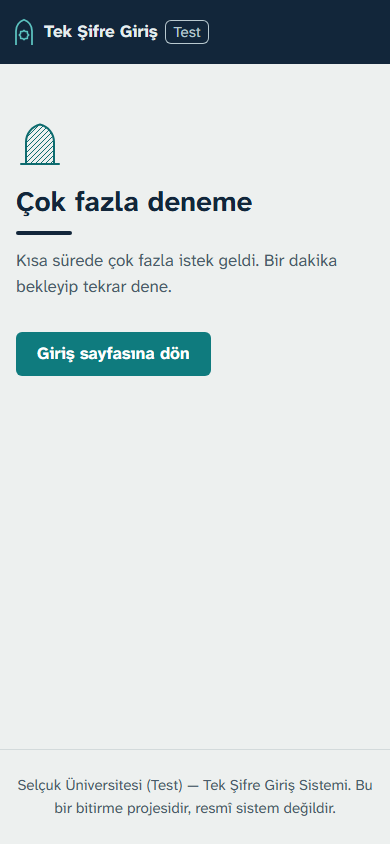 Tek Şifre Giriş Test
Çok fazla deneme
Kısa sürede çok fazla istek geldi. Bir dakika
bekleyip tekrar dene.
Giriş sayfasına dön
Selçuk Üniversitesi (Test) — Tek Şifre Giriş Sistemi. Bu
bir bitirme projesidir, resmî sistem değildir.